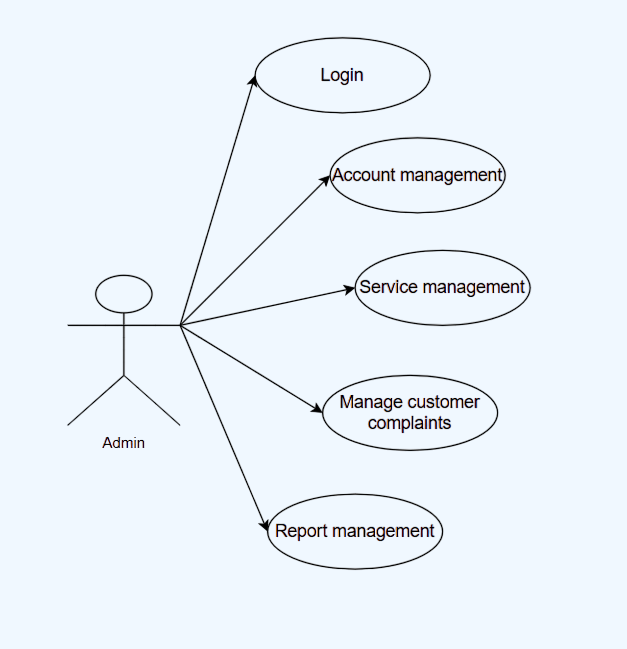 Login
Account management
Service management
Manage customer
complaints
Admin
Report management